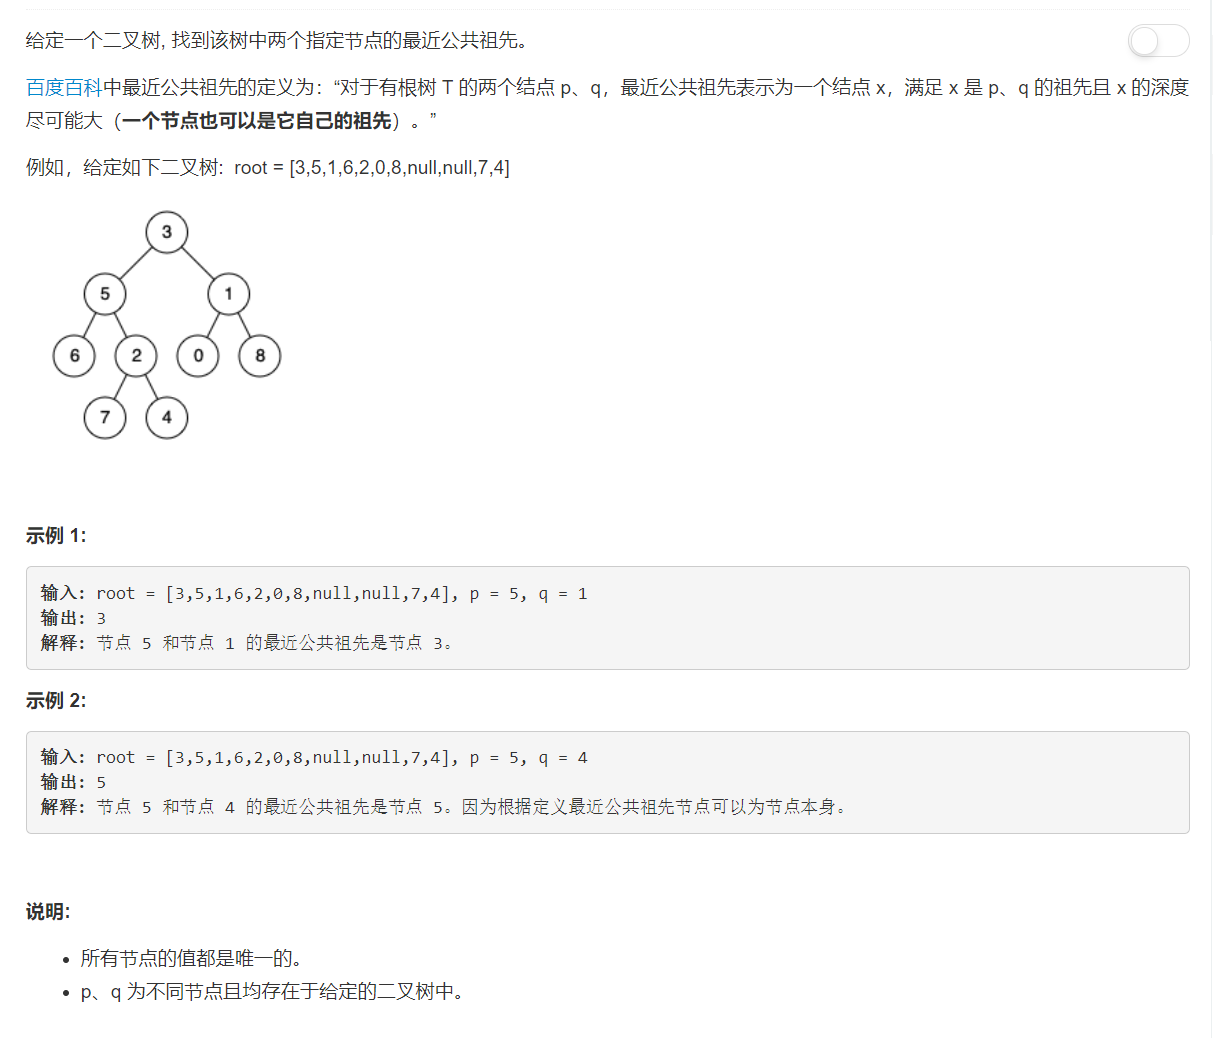 给定一个二叉树, 找到该树中两个指定节点的最近公共祖先。
百度百科中最近公共祖先的定义为：“对于有根树 T 的两个结点 p、q，最近公共祖先表示为一个结点 x，满足 x 是 p、q 的祖先且 x 的深度
尽可能大（一个节点也可以是它自己的祖先）。”
例如，给定如下二叉树:  root = [3,5,1,6,2,0,8,null,null,7,4]
3
5 1
6 2 0 8
7 4
示例 1:
输入: root = [3,5,1,6,2,0,8,null,null,7,4], p = 5, q = 1
输出: 3
解释: 节点 5 和节点 1 的最近公共祖先是节点 3。
示例 2:
输入: root = [3,5,1,6,2,0,8,null,null,7,4], p = 5, q = 4
输出: 5
解释: 节点 5 和节点 4 的最近公共祖先是节点 5。因为根据定义最近公共祖先节点可以为节点本身。
说明:
• 所有节点的值都是唯一的。
• p、q 为不同节点且均存在于给定的二叉树中。